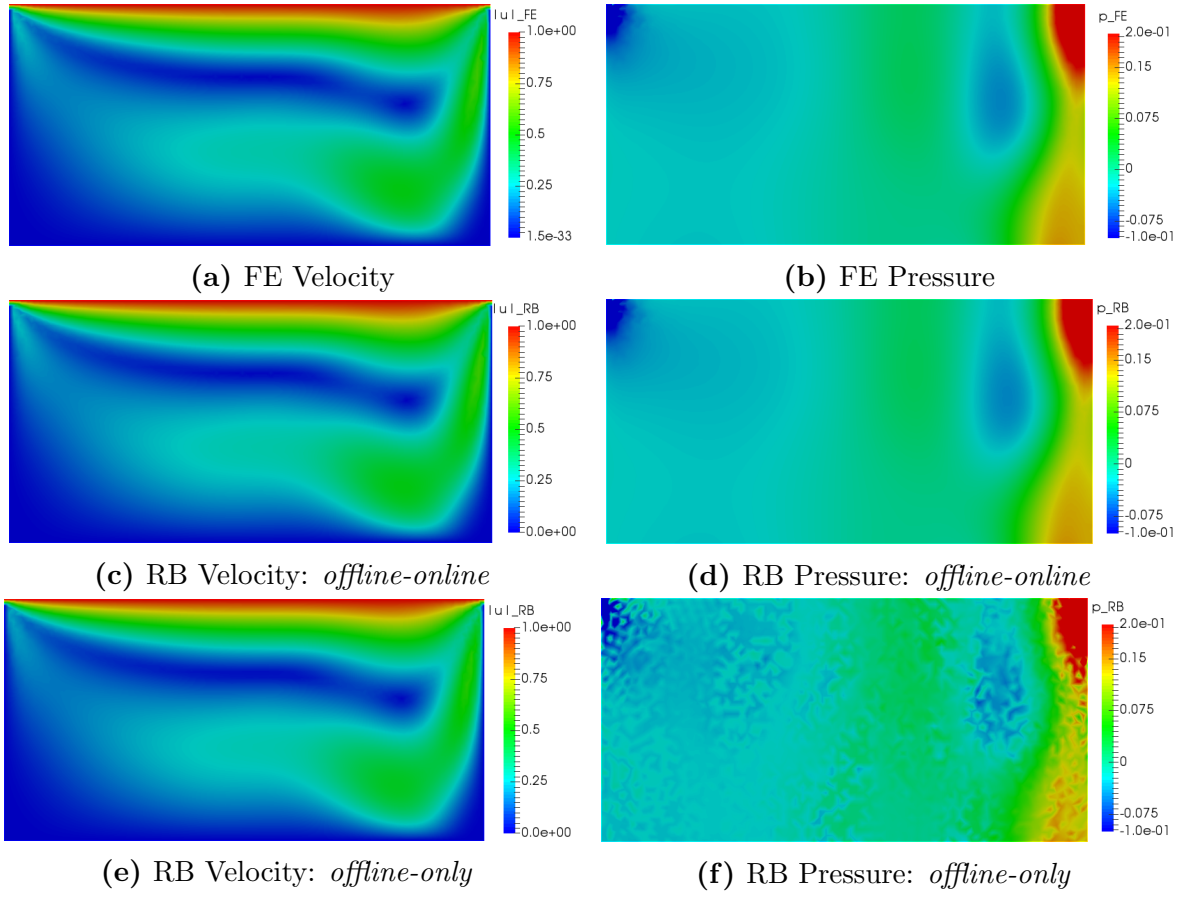 |u|_FE
1.0e+00
0.75
0.5
0.25
1.5e-33
p_FE
2.0e-01
0.15
0.075
0
-0.075
-1.0e-01
(a) FE Velocity
(b) FE Pressure
|u|_RB
1.0e+00
0.75
0.5
0.25
0.0e+00
p_RB
2.0e-01
0.15
0.075
0
-0.075
-1.0e-01
(c) RB Velocity: offline-online
(d) RB Pressure: offline-online
|u|_RB
1.0e+00
0.75
0.5
0.25
0.0e+00
p_RB
2.0e-01
0.15
0.075
0
-0.075
-1.0e-01
(e) RB Velocity: offline-only
(f) RB Pressure: offline-only